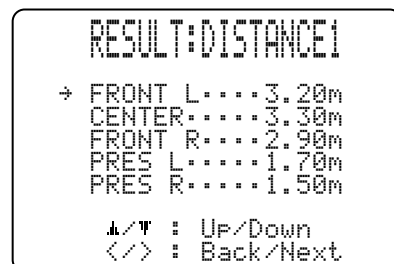 RESULT:DISTANCE1
→ FRONT L····3.20m
CENTER·····3.30m
FRONT R·····2.90m
PRES L·····1.70m
PRES R·····1.50m
▲/▼ : Up/Down
</> : Back/Next